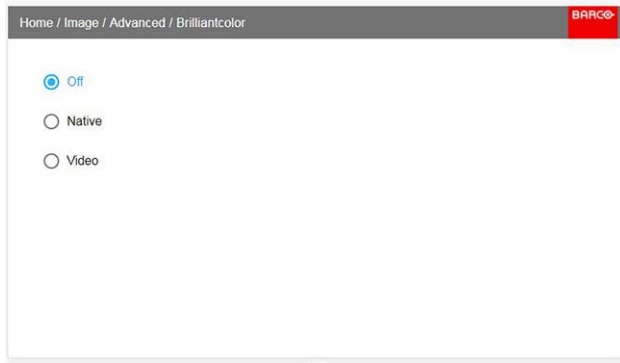 Home / Image / Advanced / Brilliantcolor
BARCO
Off
Native
Video